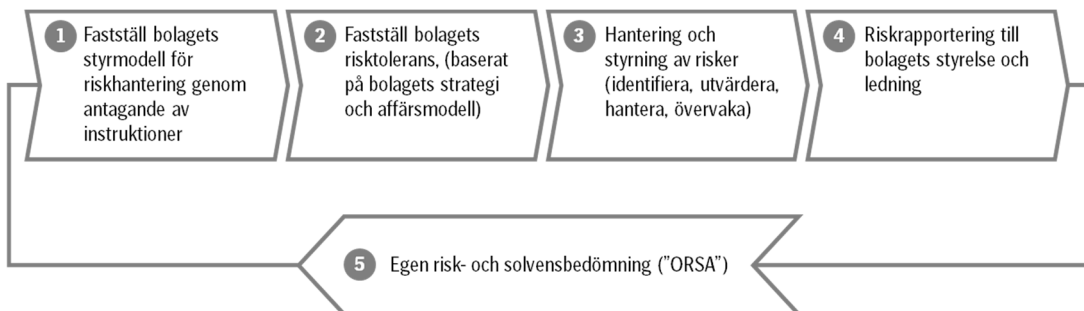 1 Fastställ bolagets
styrmodell för
riskhantering genom
antagande av
instruktioner
2 Fastställ bolagets
risktolerans, (baserat
på bolagets strategi
och affärsmodell)
3 Hantering och
styrning av risker
(identifiera, utvärdera,
hantera, övervaka)
4 Riskrapportering till
bolagets styrelse och
ledning
5 Egen risk- och solvensbedömning (”ORSA”)